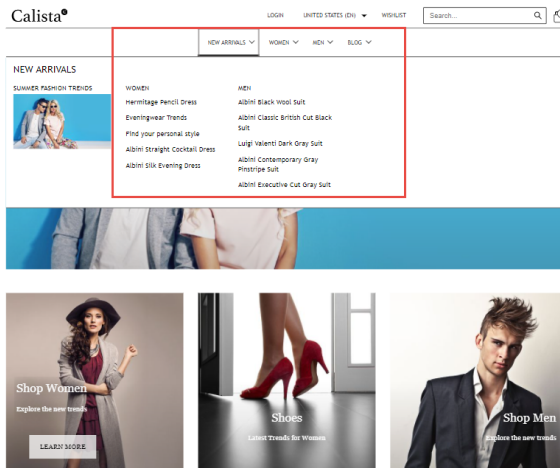 Calista
LOGIN UNITED STATES (EN) WISHLIST Search...
NEW ARRIVALS WOMEN MEN BLOG
NEW ARRIVALS
SUMMER FASHION TRENDS
WOMEN
Hermitage Pencil Dress
Eveningwear Trends
Find your personal style
Albini Straight Cocktail Dress
Albini Silk Evening Dress
MEN
Albini Black Wool Suit
Albini Classic British Cut Black
Suit
Luigi Valenti Dark Gray Suit
Albini Contemporary Gray
Pinstripe Suit
Albini Executive Cut Gray Suit
Shop Women
Explore the new trends
LEARN MORE
Shoes
Latest Trends for Women
Shop Men
Explore the new trends